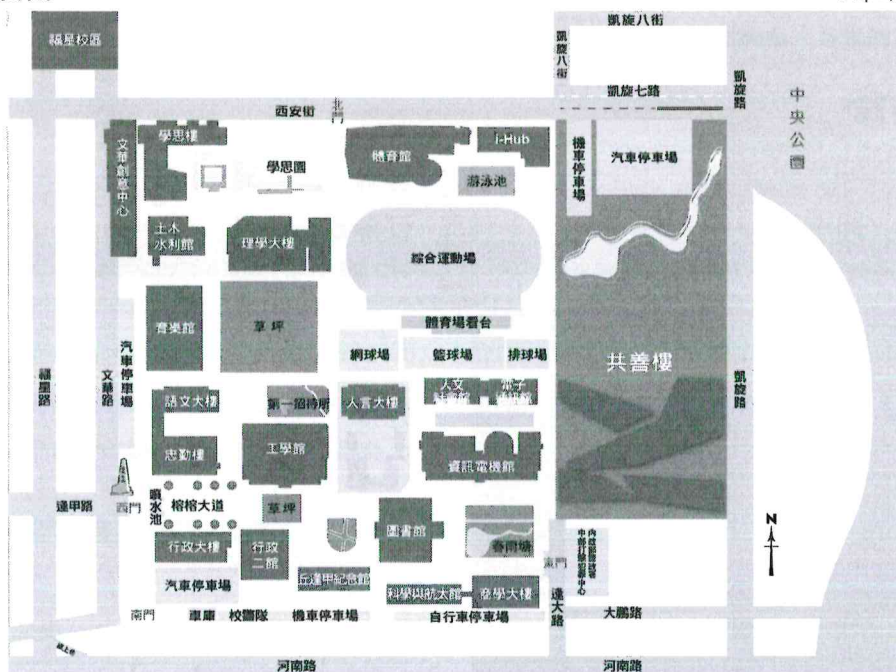 福星校區
凱旋八街
凱旋八街
凱旋七路
凱旋路
中央公園
西安街
北門
學思樓
文華創意中心
學思園
體育館
i-Hub
游泳池
機車停車場
汽車停車場
土木
水利館
理學大樓
綜合運動場
音樂館
草坪
體育場看台
網球場
籃球場
排球場
共善樓
汽車停車場
文華路
福星路
凱旋路
語文大樓
第一招待所
人言大樓
人文
社會館
電子
通訊館
忠勤樓
工學館
資訊電機館
逢甲路
西門
噴水池
榕榕大道
草坪
圖書館
春雨塘
行政大樓
行政
二館
丘逢甲紀念館
科學與航太館
商學大樓
東門
逢大路
N
汽車停車場
南門
車庫
校警隊
機車停車場
自行車停車場
大鵬路
河南路
河南路